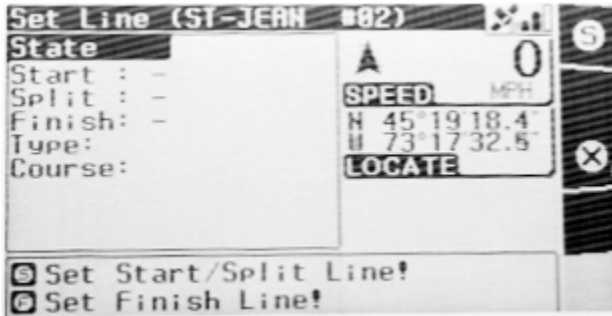 Set Line (ST-JEAN #02)
State
Start : -
Split : -
Finish: -
Type:
Course:
0
MPH
SPEED
N 45°19'18.4"
W 73°17'32.5"
LOCATE
S
X
S Set Start/Split Line!
F Set Finish Line!